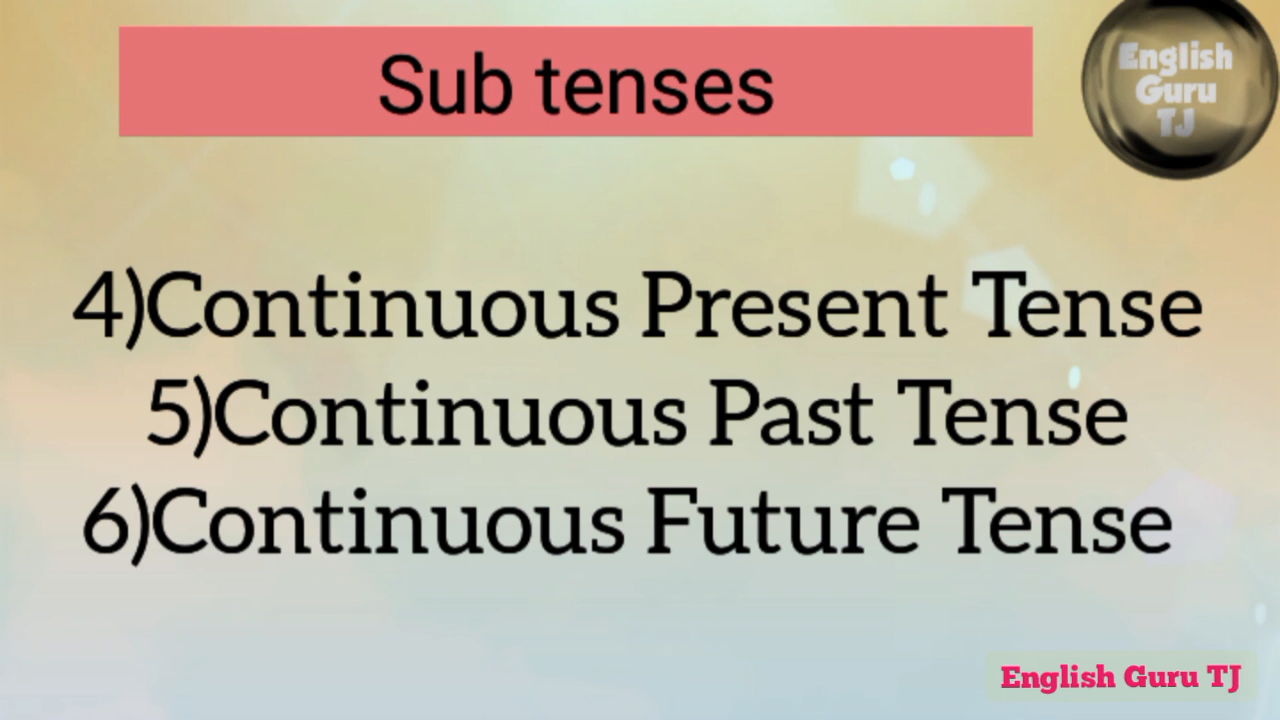 Sub tenses
English
Guru
TJ
4)Continuous Present Tense
5)Continuous Past Tense
6)Continuous Future Tense
English Guru TJ